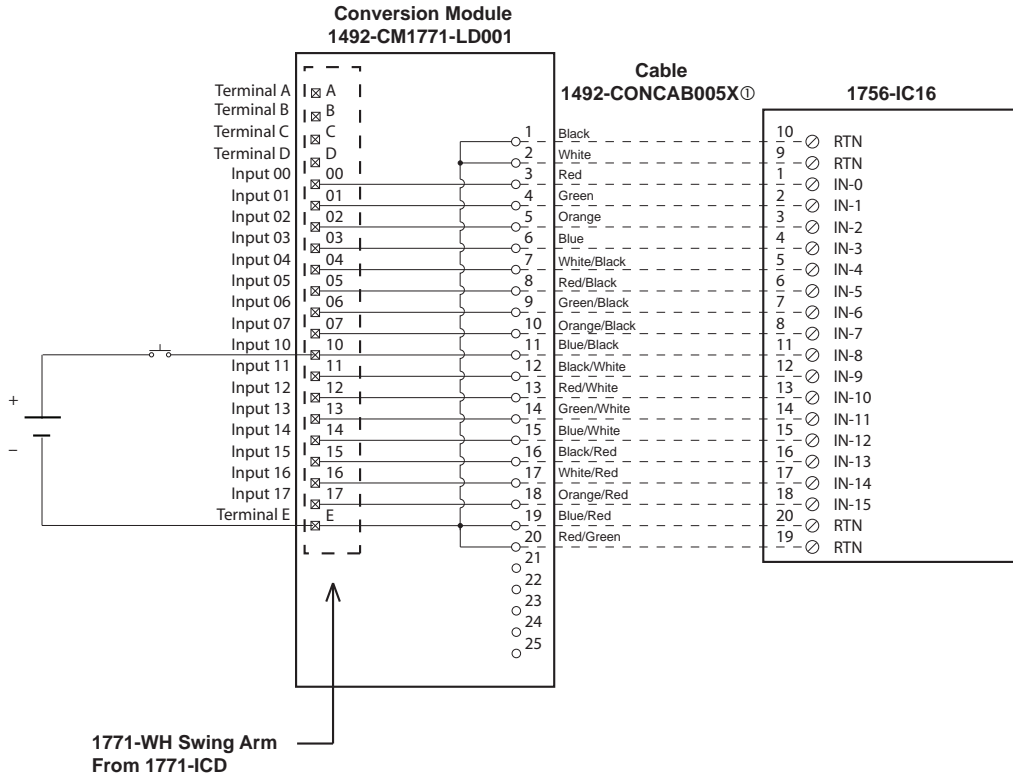 Conversion Module
1492-CM1771-LD001
Cable
1492-CONCAB005X①
1756-IC16
Terminal A A
Terminal B B
Terminal C C
Terminal D D
Input 00 00
Input 01 01
Input 02 02
Input 03 03
Input 04 04
Input 05 05
Input 06 06
Input 07 07
Input 10 10
Input 11 11
Input 12 12
Input 13 13
Input 14 14
Input 15 15
Input 16 16
Input 17 17
Terminal E E
+
–
1 Black 10 RTN
2 White 9 RTN
3 Red 1 IN-0
4 Green 2 IN-1
5 Orange 3 IN-2
6 Blue 4 IN-3
7 White/Black 5 IN-4
8 Red/Black 6 IN-5
9 Green/Black 7 IN-6
10 Orange/Black 8 IN-7
11 Blue/Black 11 IN-8
12 Black/White 12 IN-9
13 Red/White 13 IN-10
14 Green/White 14 IN-11
15 Blue/White 15 IN-12
16 Black/Red 16 IN-13
17 White/Red 17 IN-14
18 Orange/Red 18 IN-15
19 Blue/Red 20 RTN
20 Red/Green 19 RTN
21
22
23
24
25
1771-WH Swing Arm
From 1771-ICD